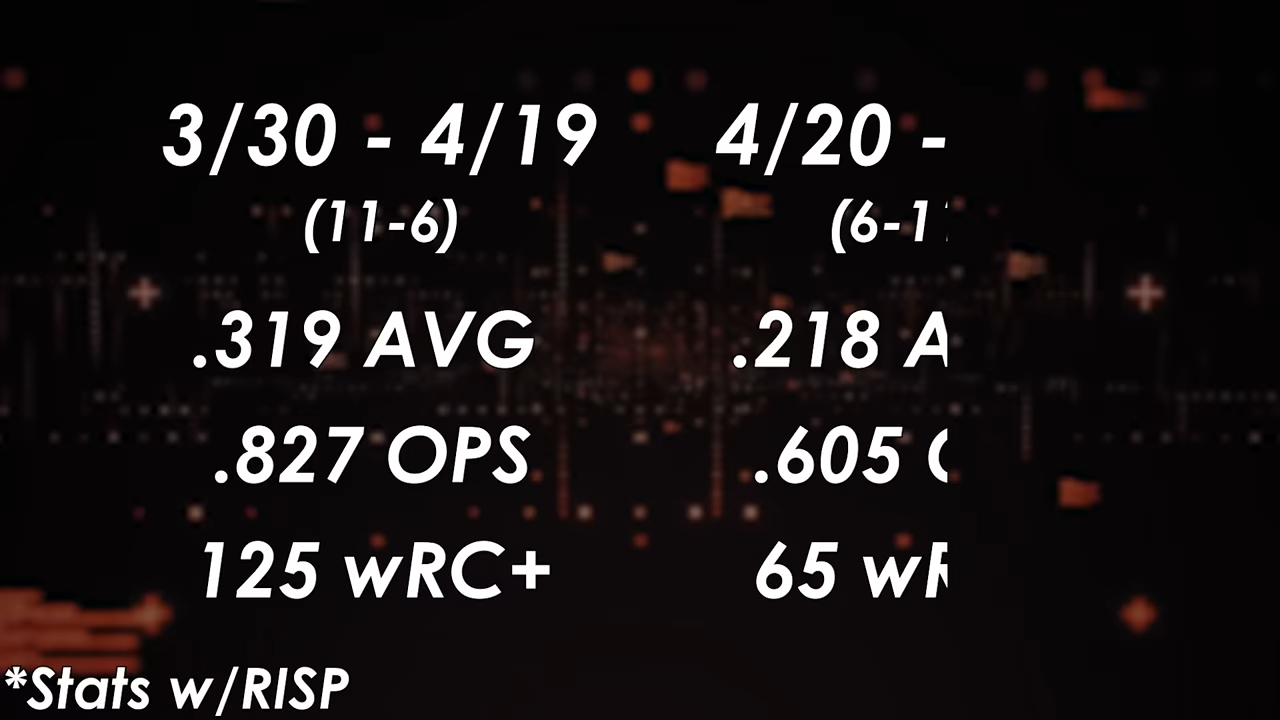 3/30 - 4/19 4/20 -
(11-6) (6-1
.319 AVG .218 A
.827 OPS .605
125 wRC+ 65 w
*Stats w/RISP